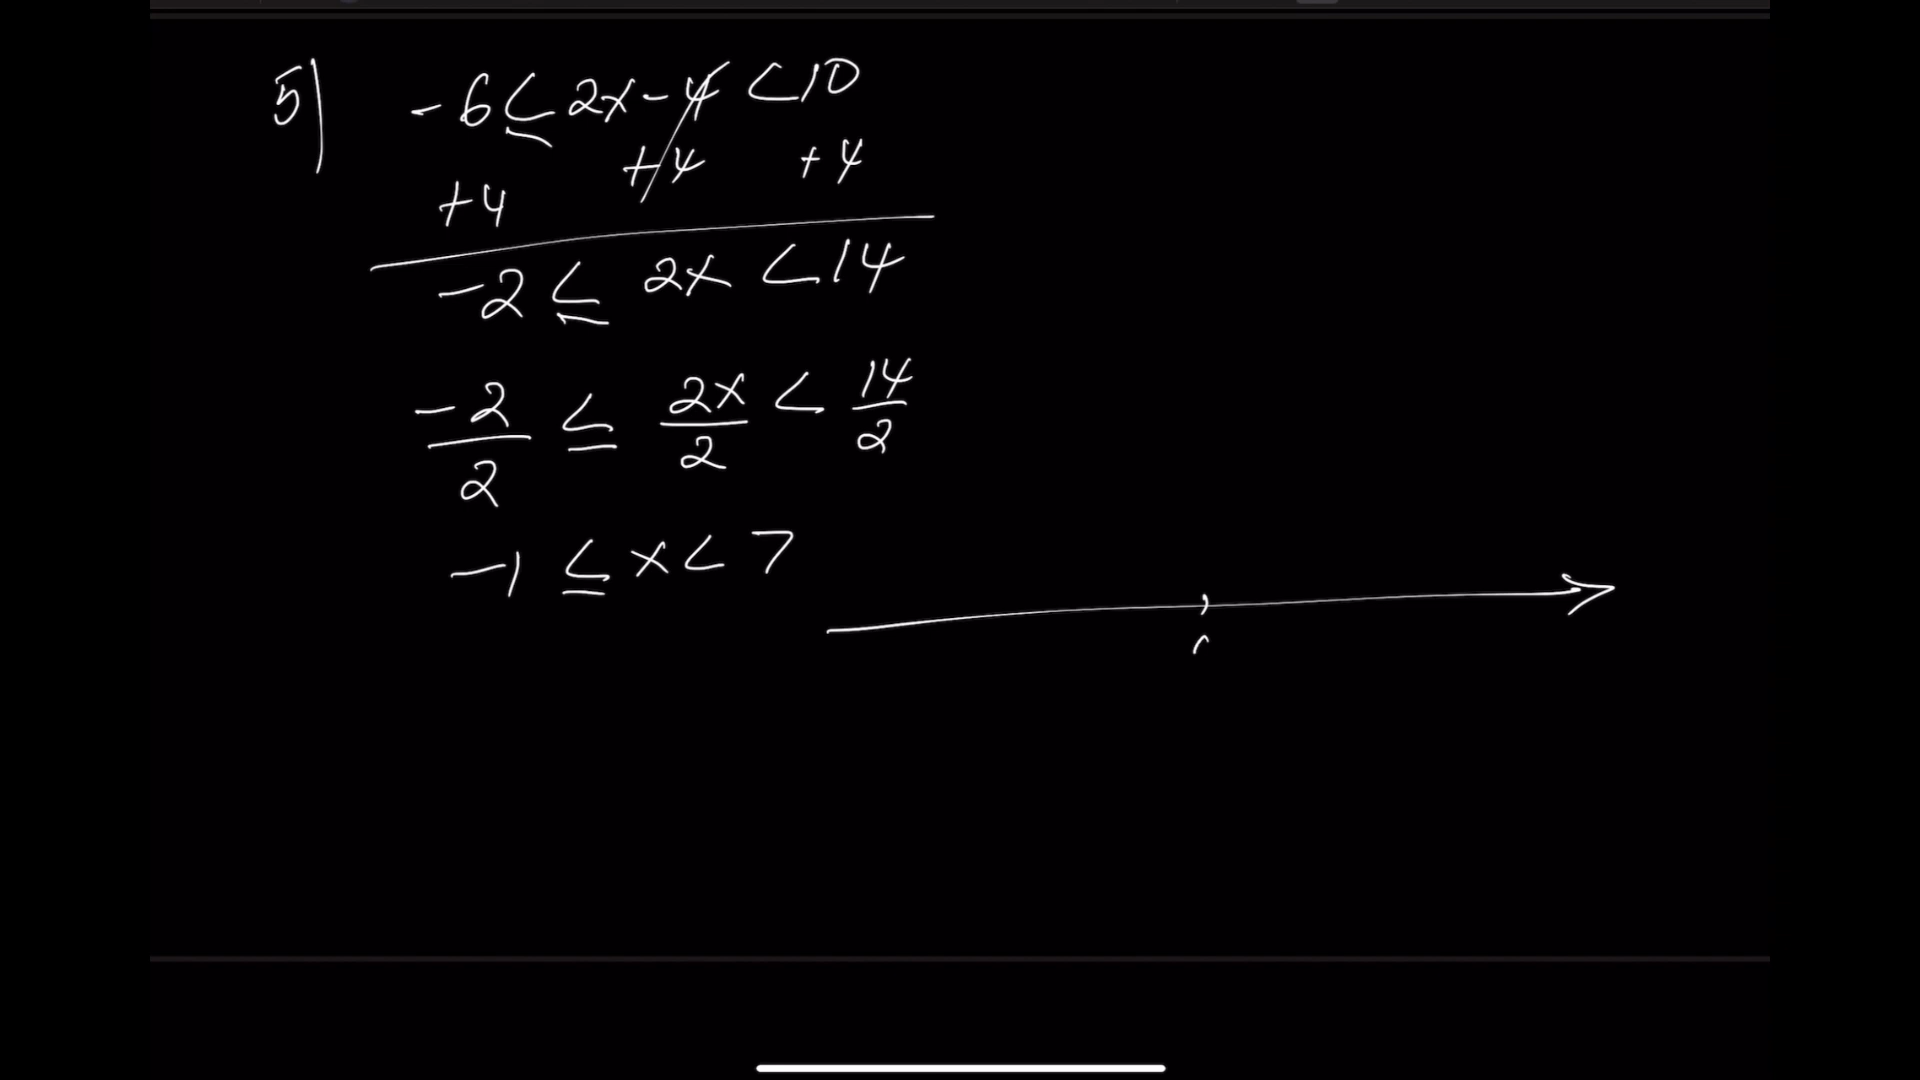 5) -6 ≤ 2x - 4 < 10
+4 +4 +4
-2 ≤ 2x < 14
-2/2 ≤ 2x/2 < 14/2
-1 ≤ x < 7